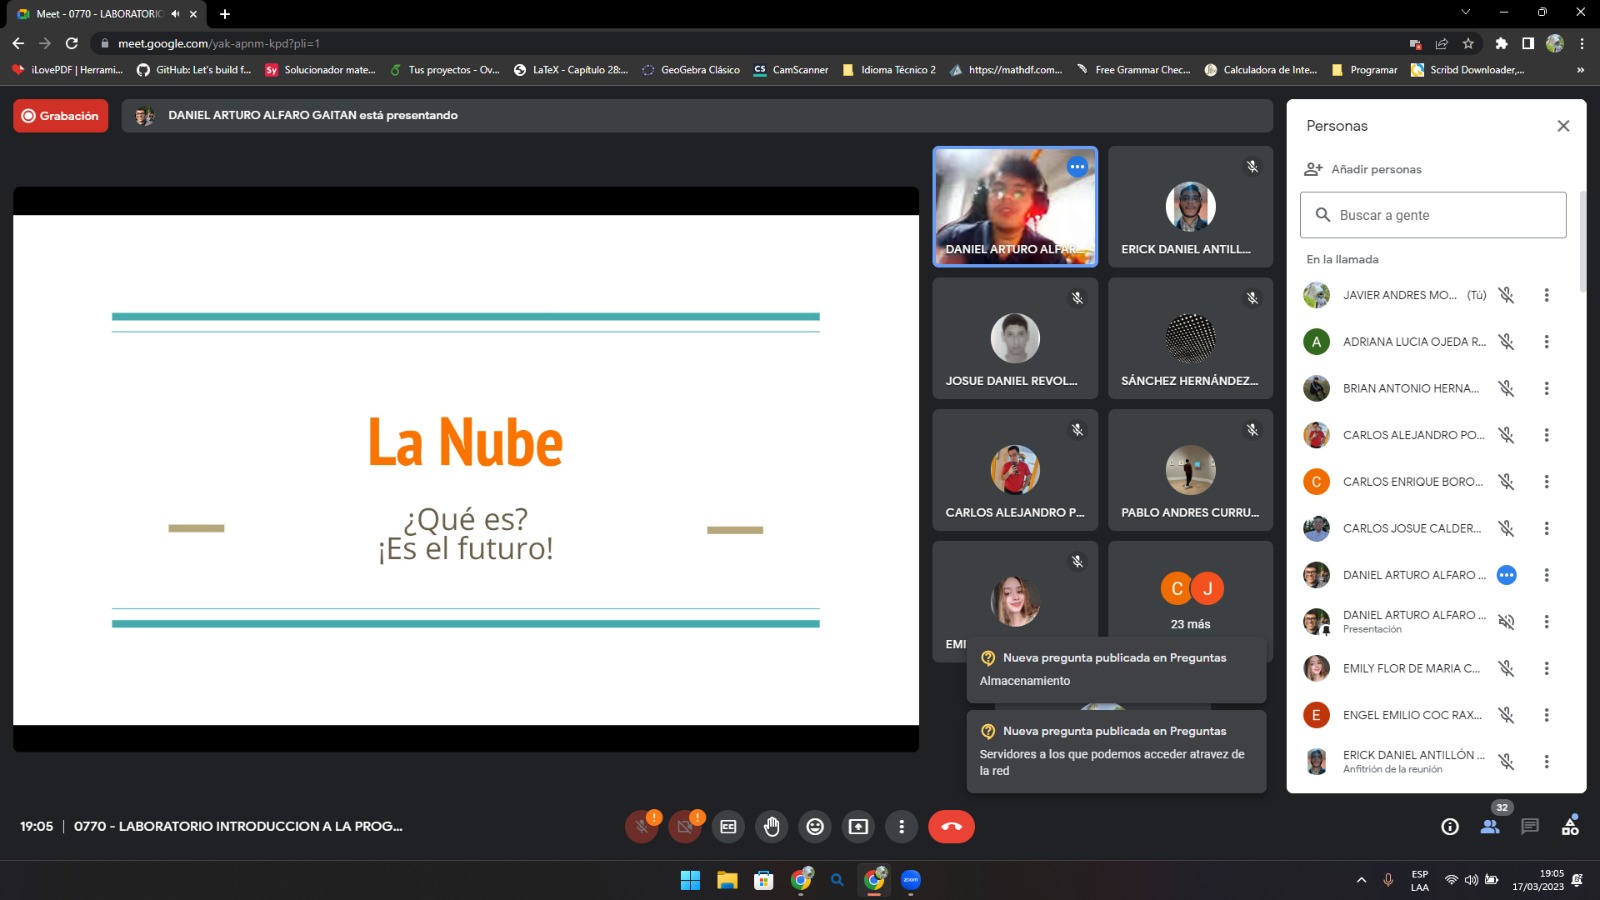 Meet - 0770 - LABORATORIO
meet.google.com/yak-apnm-kpd?pli=1
iLovePDF | Herrami...
GitHub: Let's build f...
Sy
Solucionador mate...
Tus proyectos - Ov...
LaTeX - Capítulo 28:...
GeoGebra Clásico
CS
CamScanner
Idioma Técnico 2
https://mathdf.com...
Free Grammar Chec...
Calculadora de Inte...
Programar
Scribd Downloader,...
»
Grabación
DANIEL ARTURO ALFARO GAITAN está presentando
La Nube
¿Qué es?
¡Es el futuro!
DANIEL ARTURO ALFAR...
ERICK DANIEL ANTILL...
JOSUE DANIEL REVOL...
SÁNCHEZ HERNÁNDEZ...
CARLOS ALEJANDRO P...
PABLO ANDRES CURRU...
EMI
C
J
23 más
Nueva pregunta publicada en Preguntas
Almacenamiento
Nueva pregunta publicada en Preguntas
Servidores a los que podemos acceder atravez de
la red
Personas
Añadir personas
Buscar a gente
En la llamada
JAVIER ANDRES MO... (Tú)
A
ADRIANA LUCIA OJEDA R...
BRIAN ANTONIO HERNA...
CARLOS ALEJANDRO PO...
C
CARLOS ENRIQUE BORO...
CARLOS JOSUE CALDER...
DANIEL ARTURO ALFARO ...
DANIEL ARTURO ALFARO ...
Presentación
EMILY FLOR DE MARIA C...
E
ENGEL EMILIO COC RAX...
ERICK DANIEL ANTILLÓN ...
Anfitrión de la reunión
19:05 | 0770 - LABORATORIO INTRODUCCION A LA PROG...
32
zoom
ESP
LAA
19:05
17/03/2023